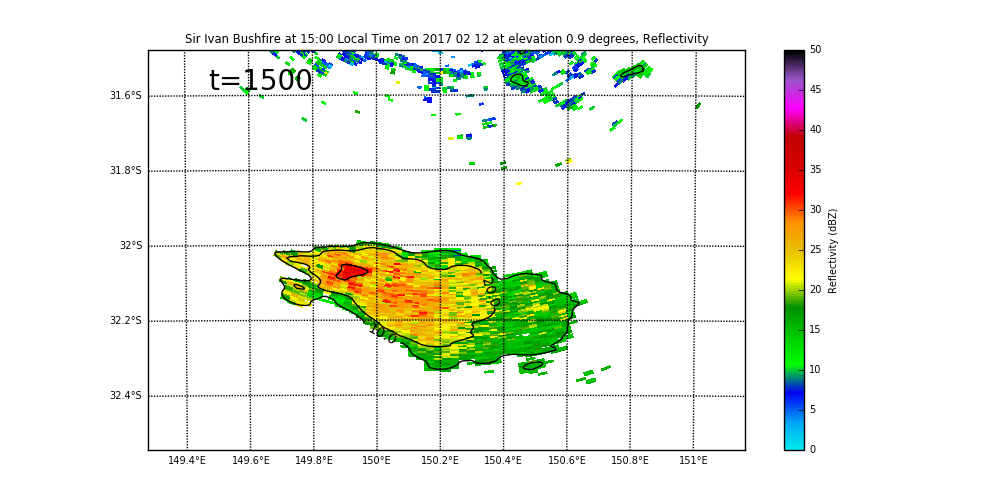 Sir Ivan Bushfire at 15:00 Local Time on 2017 02 12 at elevation 0.9 degrees, Reflectivity
t=1500
31.6°S
31.8°S
32°S
32.2°S
32.4°S
149.4°E 149.6°E 149.8°E 150°E 150.2°E 150.4°E 150.6°E 150.8°E 151°E
10.0
50
45
40
35
30
25
20
15
10
5
0
Reflectivity (dBZ)